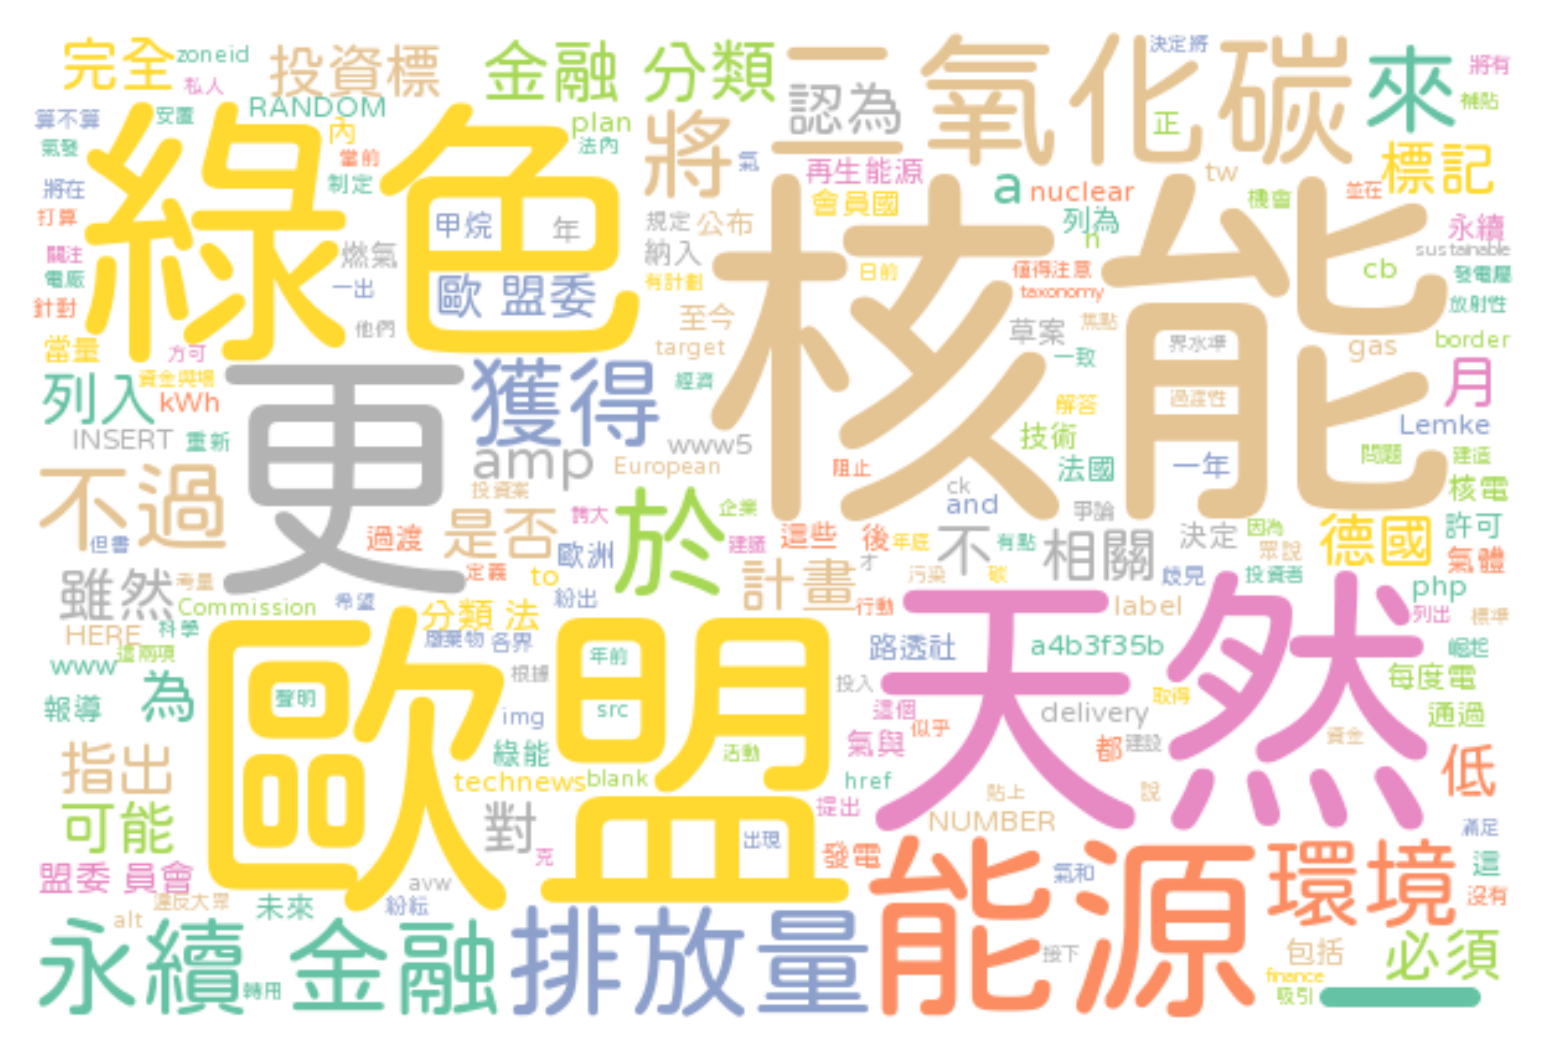 完全
zoneid
私人
投資標
金融 分類
二氧化碳
決定將
來
將有
補貼
算不算
安置
RANDOM
內
plan
法內
認為
正
標記
綠色
將
氣
再生能源
會員國
a
nuclear
tw
機會
並在
氣發
當前
制定
將在
打算
關注
電廠
針對
甲烷
年
燃氣
一出
歐 盟委
他們
規定
公布
納入
有計劃
日前
列為
n
值得注意
taxonomy
核能
永續
sustainable
cb
發電廠
放射性
當量
方可
至今
target
草案
焦點
一致
界水準
gas
border
列入
資金與場
kWh
更
獲得
經濟
過渡性
解答
月
INSERT
重新
amp
www5
European
技術
法國
一年
Lemke
問題
建造
不過
但書
投資案
阻止
ck
and
爭論
核電
過渡
是否
誇大
於
企業
這些
後
年底
不
有點
相關
決定
因為
眾說
德國
許可
氣體
雖然
考量
定義
歐洲
to
計畫
才
污染
碳
歧見
投資者
php
Commission
希望
分類 法
紛出
行動
label
列出
標準
HERE
科學
這兩項
廢棄物
各界
路透社
a4b3f35b
崛起
www
為
歐盟
年前
根據
天然
每度電
報導
聲明
img
src
投入
這個
似乎
delivery
取得
通過
指出
綠能
活動
氣與
都
建設
資金
低
technews
blank
href
可能
對
提出
貼上
NUMBER
說
滿足
盟委 員會
克
出現
發電
能源
氣和
環境
這
沒有
alt
違反大眾
未來
avw
紛紜
永續 金融
轉用
排放量
接下
包括
finance
吸引
必須